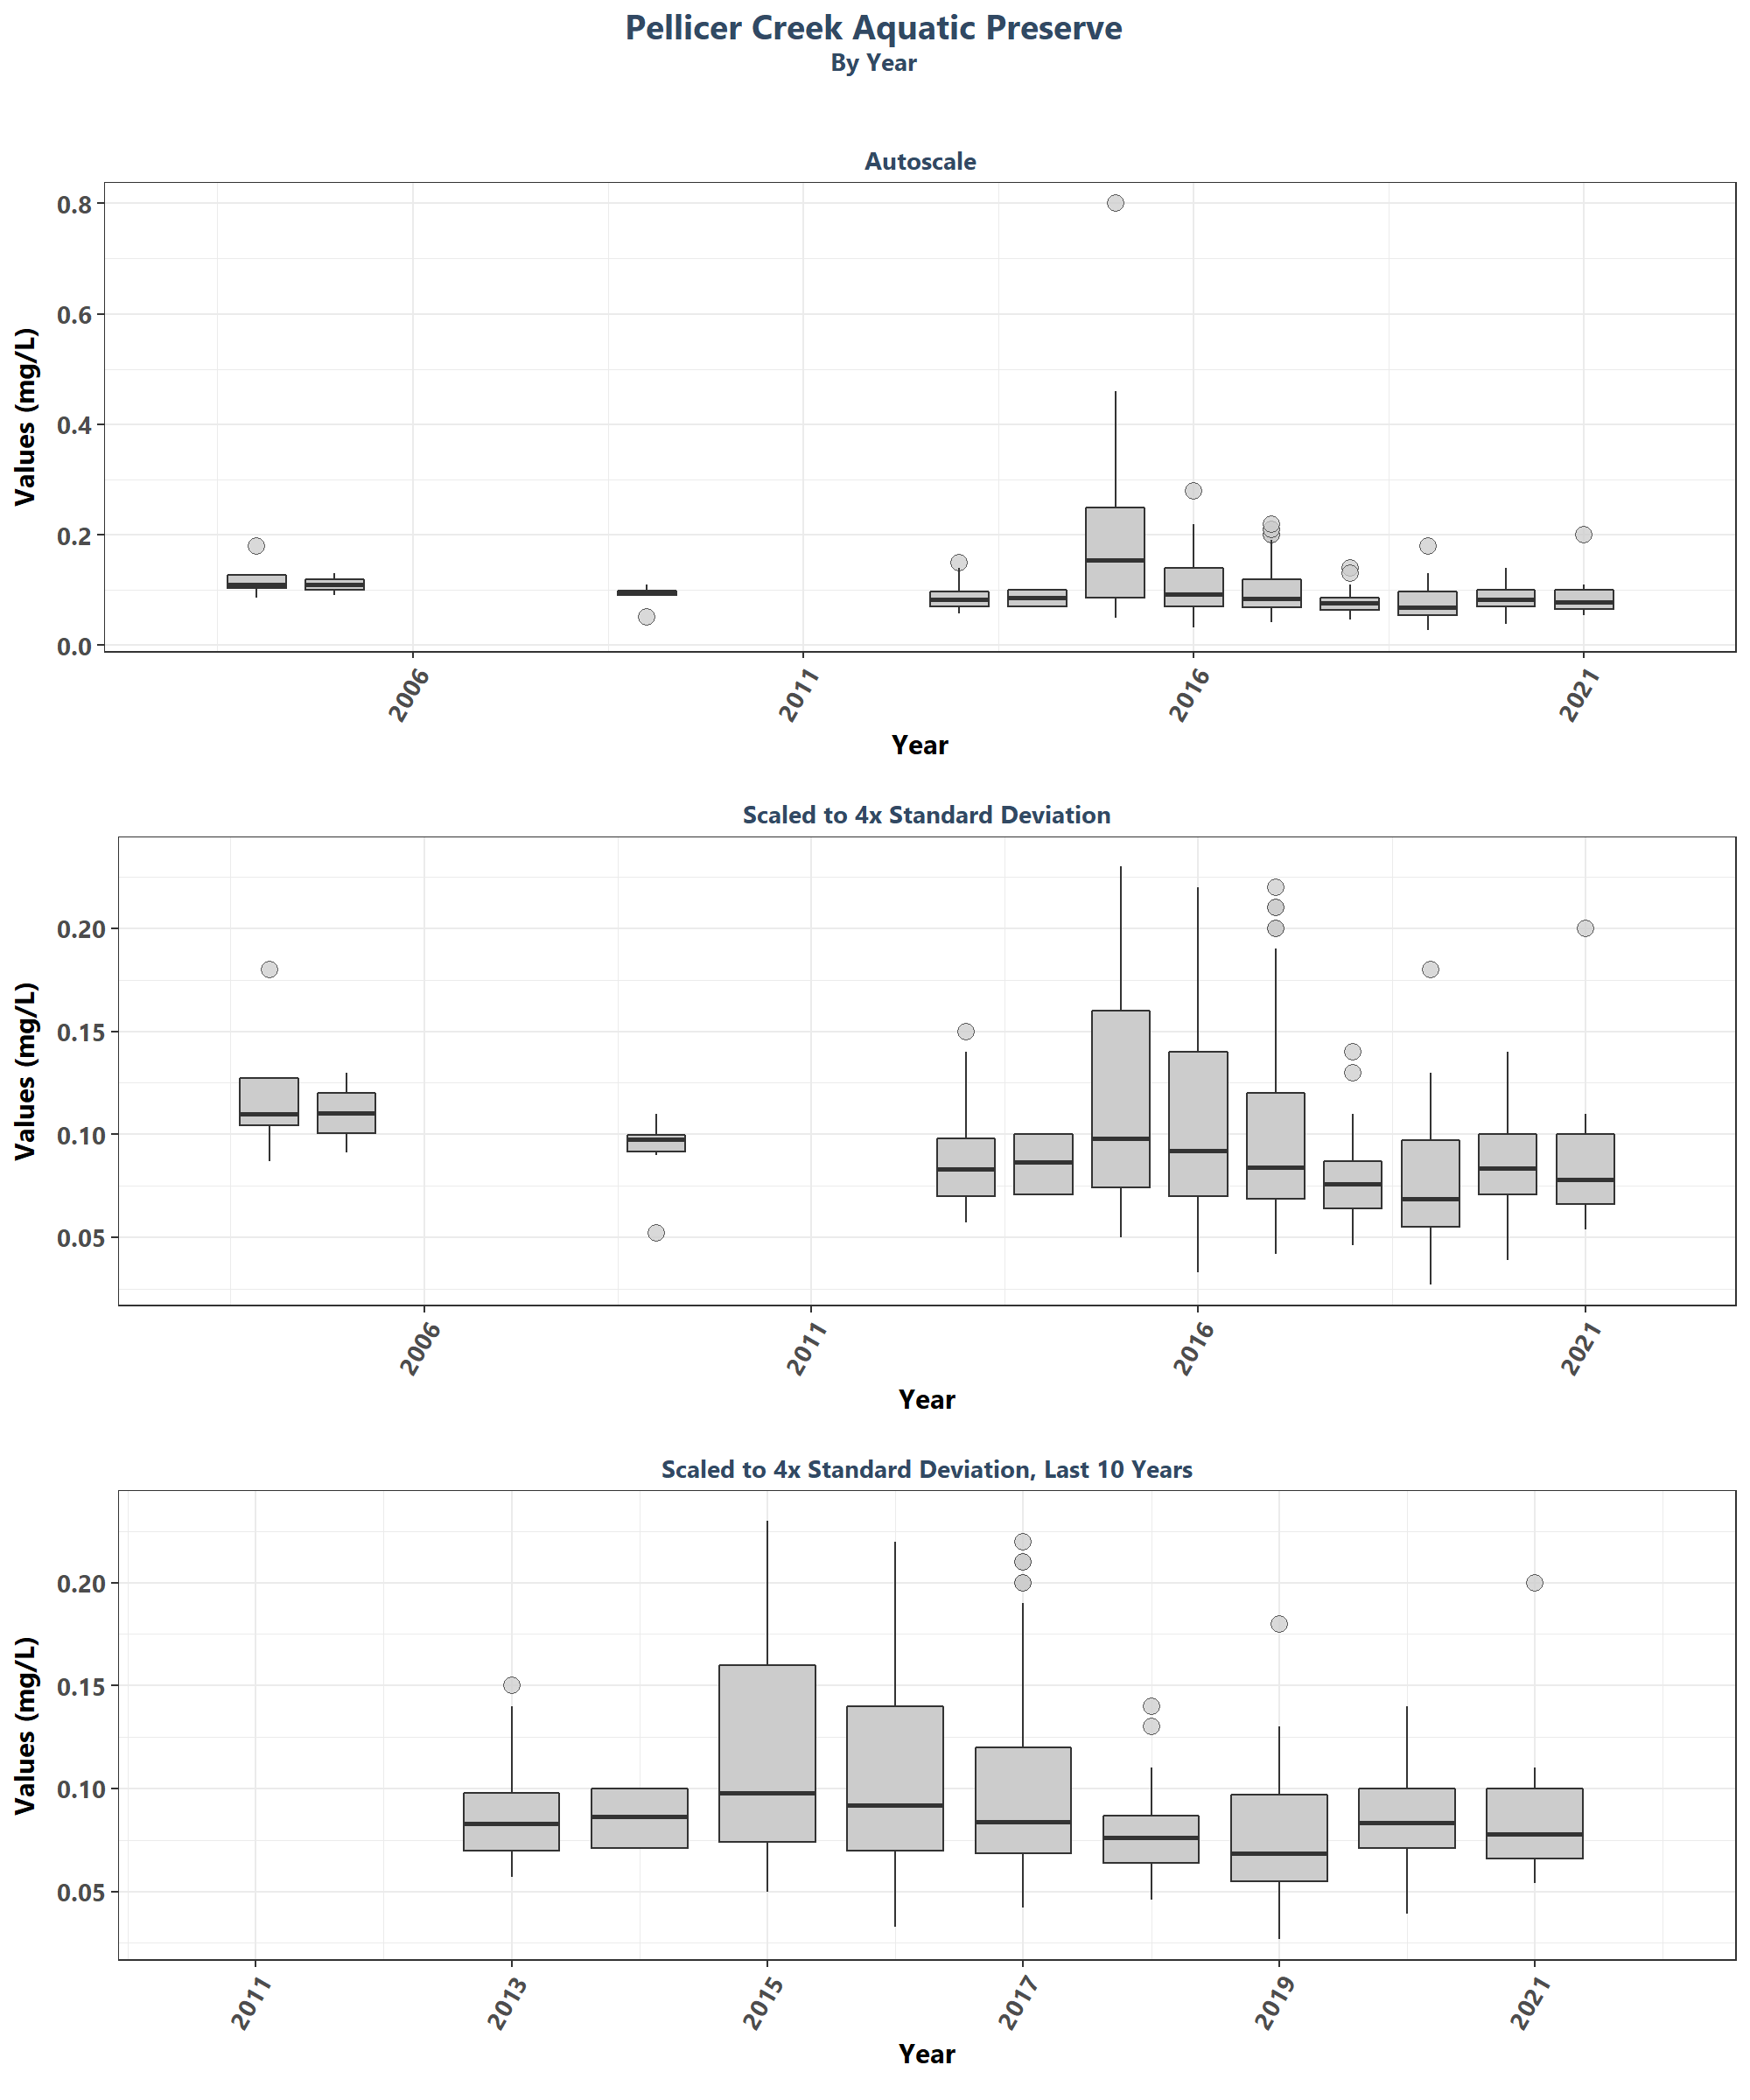 Pellicer Creek Aquatic Preserve
By Year
Autoscale
0.8
0.6
0.4
0.2
0.0
Values (mg/L)
2006
2011
2016
2021
Year
Scaled to 4x Standard Deviation
0.20
0.15
0.10
0.05
Values (mg/L)
2006
2011
2016
2021
Year
Scaled to 4x Standard Deviation, Last 10 Years
0.20
0.15
0.10
0.05
Values (mg/L)
2011
2013
2015
2017
2019
2021
Year